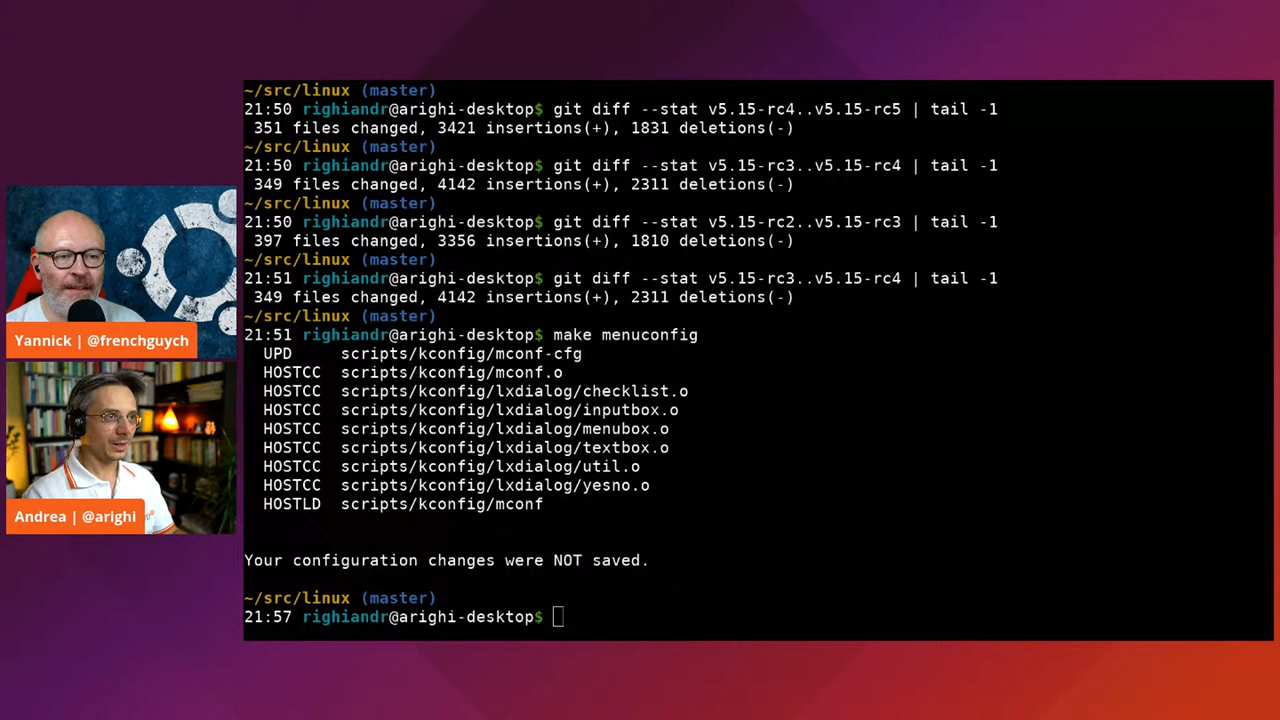 ~/src/linux (master)
21:50 righiandr@arighi-desktop$ git diff --stat v5.15-rc4..v5.15-rc5 | tail -1
351 files changed, 3421 insertions(+), 1831 deletions(-)
~/src/linux (master)
21:50 righiandr@arighi-desktop$ git diff --stat v5.15-rc3..v5.15-rc4 | tail -1
349 files changed, 4142 insertions(+), 2311 deletions(-)
~/src/linux (master)
21:50 righiandr@arighi-desktop$ git diff --stat v5.15-rc2..v5.15-rc3 | tail -1
397 files changed, 3356 insertions(+), 1810 deletions(-)
~/src/linux (master)
21:51 righiandr@arighi-desktop$ git diff --stat v5.15-rc3..v5.15-rc4 | tail -1
349 files changed, 4142 insertions(+), 2311 deletions(-)
~/src/linux (master)
21:51 righiandr@arighi-desktop$ make menuconfig
UPD scripts/kconfig/mconf-cfg
HOSTCC scripts/kconfig/mconf.o
HOSTCC scripts/kconfig/lxdialog/checklist.o
HOSTCC scripts/kconfig/lxdialog/inputbox.o
HOSTCC scripts/kconfig/lxdialog/menubox.o
HOSTCC scripts/kconfig/lxdialog/textbox.o
HOSTCC scripts/kconfig/lxdialog/util.o
HOSTCC scripts/kconfig/lxdialog/yesno.o
HOSTLD scripts/kconfig/mconf
Your configuration changes were NOT saved.
~/src/linux (master)
21:57 righiandr@arighi-desktop$
Yannick | @frenchguych
Andrea | @arighi